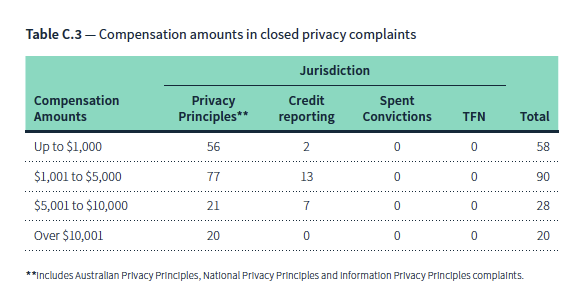 Table C.3 — Compensation amounts in closed privacy complaints
Jurisdiction
Compensation Amounts Privacy Principles** Credit reporting Spent Convictions TFN Total
Up to $1,000 56 2 0 0 58
$1,001 to $5,000 77 13 0 0 90
$5,001 to $10,000 21 7 0 0 28
Over $10,001 20 0 0 0 20
**Includes Australian Privacy Principles, National Privacy Principles and Information Privacy Principles complaints.